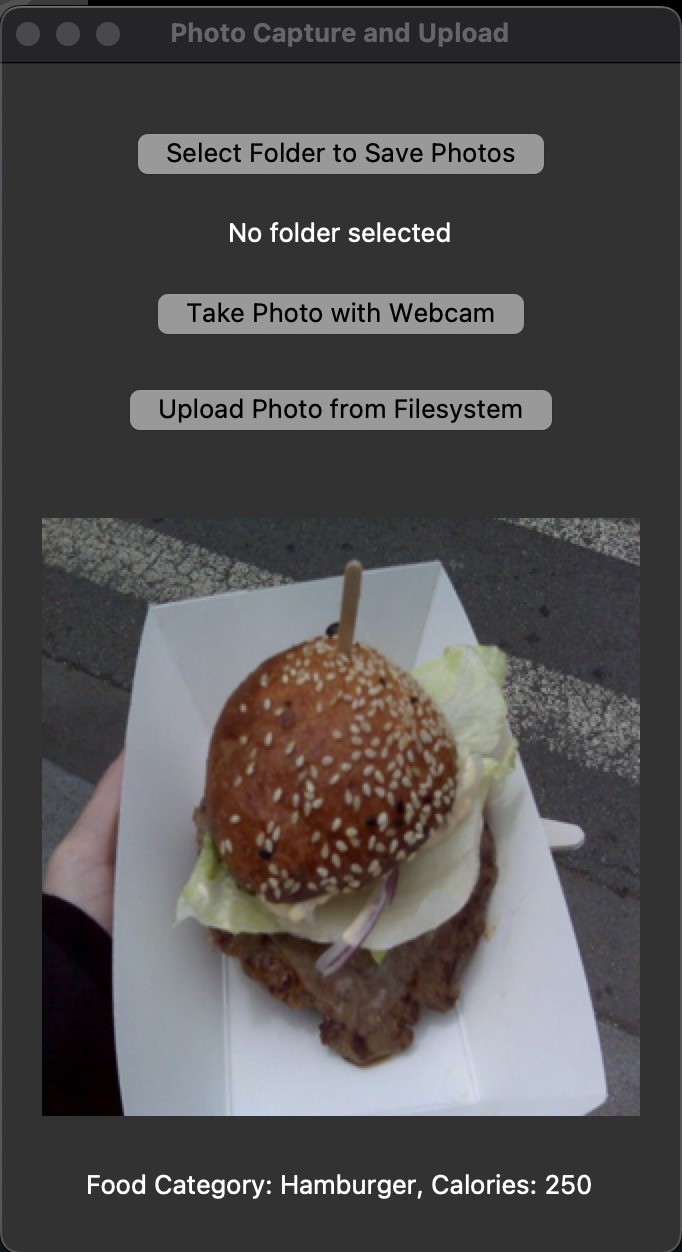 Photo Capture and Upload
Select Folder to Save Photos
No folder selected
Take Photo with Webcam
Upload Photo from Filesystem
Food Category: Hamburger, Calories: 250